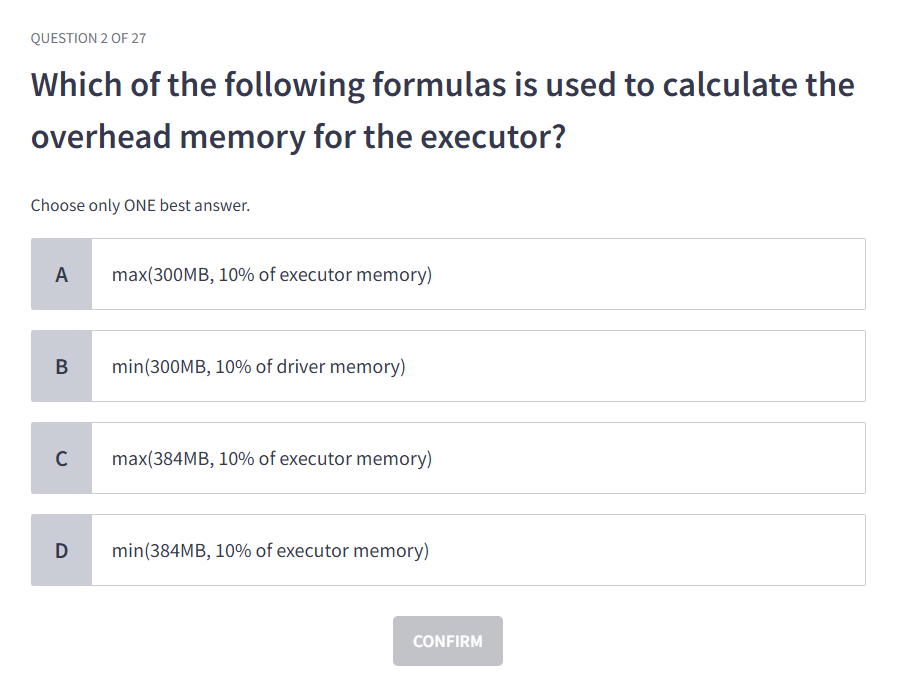 QUESTION 2 OF 27
Which of the following formulas is used to calculate the
overhead memory for the executor?
Choose only ONE best answer.
A max(300MB, 10% of executor memory)
B min(300MB, 10% of driver memory)
C max(384MB, 10% of executor memory)
D min(384MB, 10% of executor memory)
CONFIRM